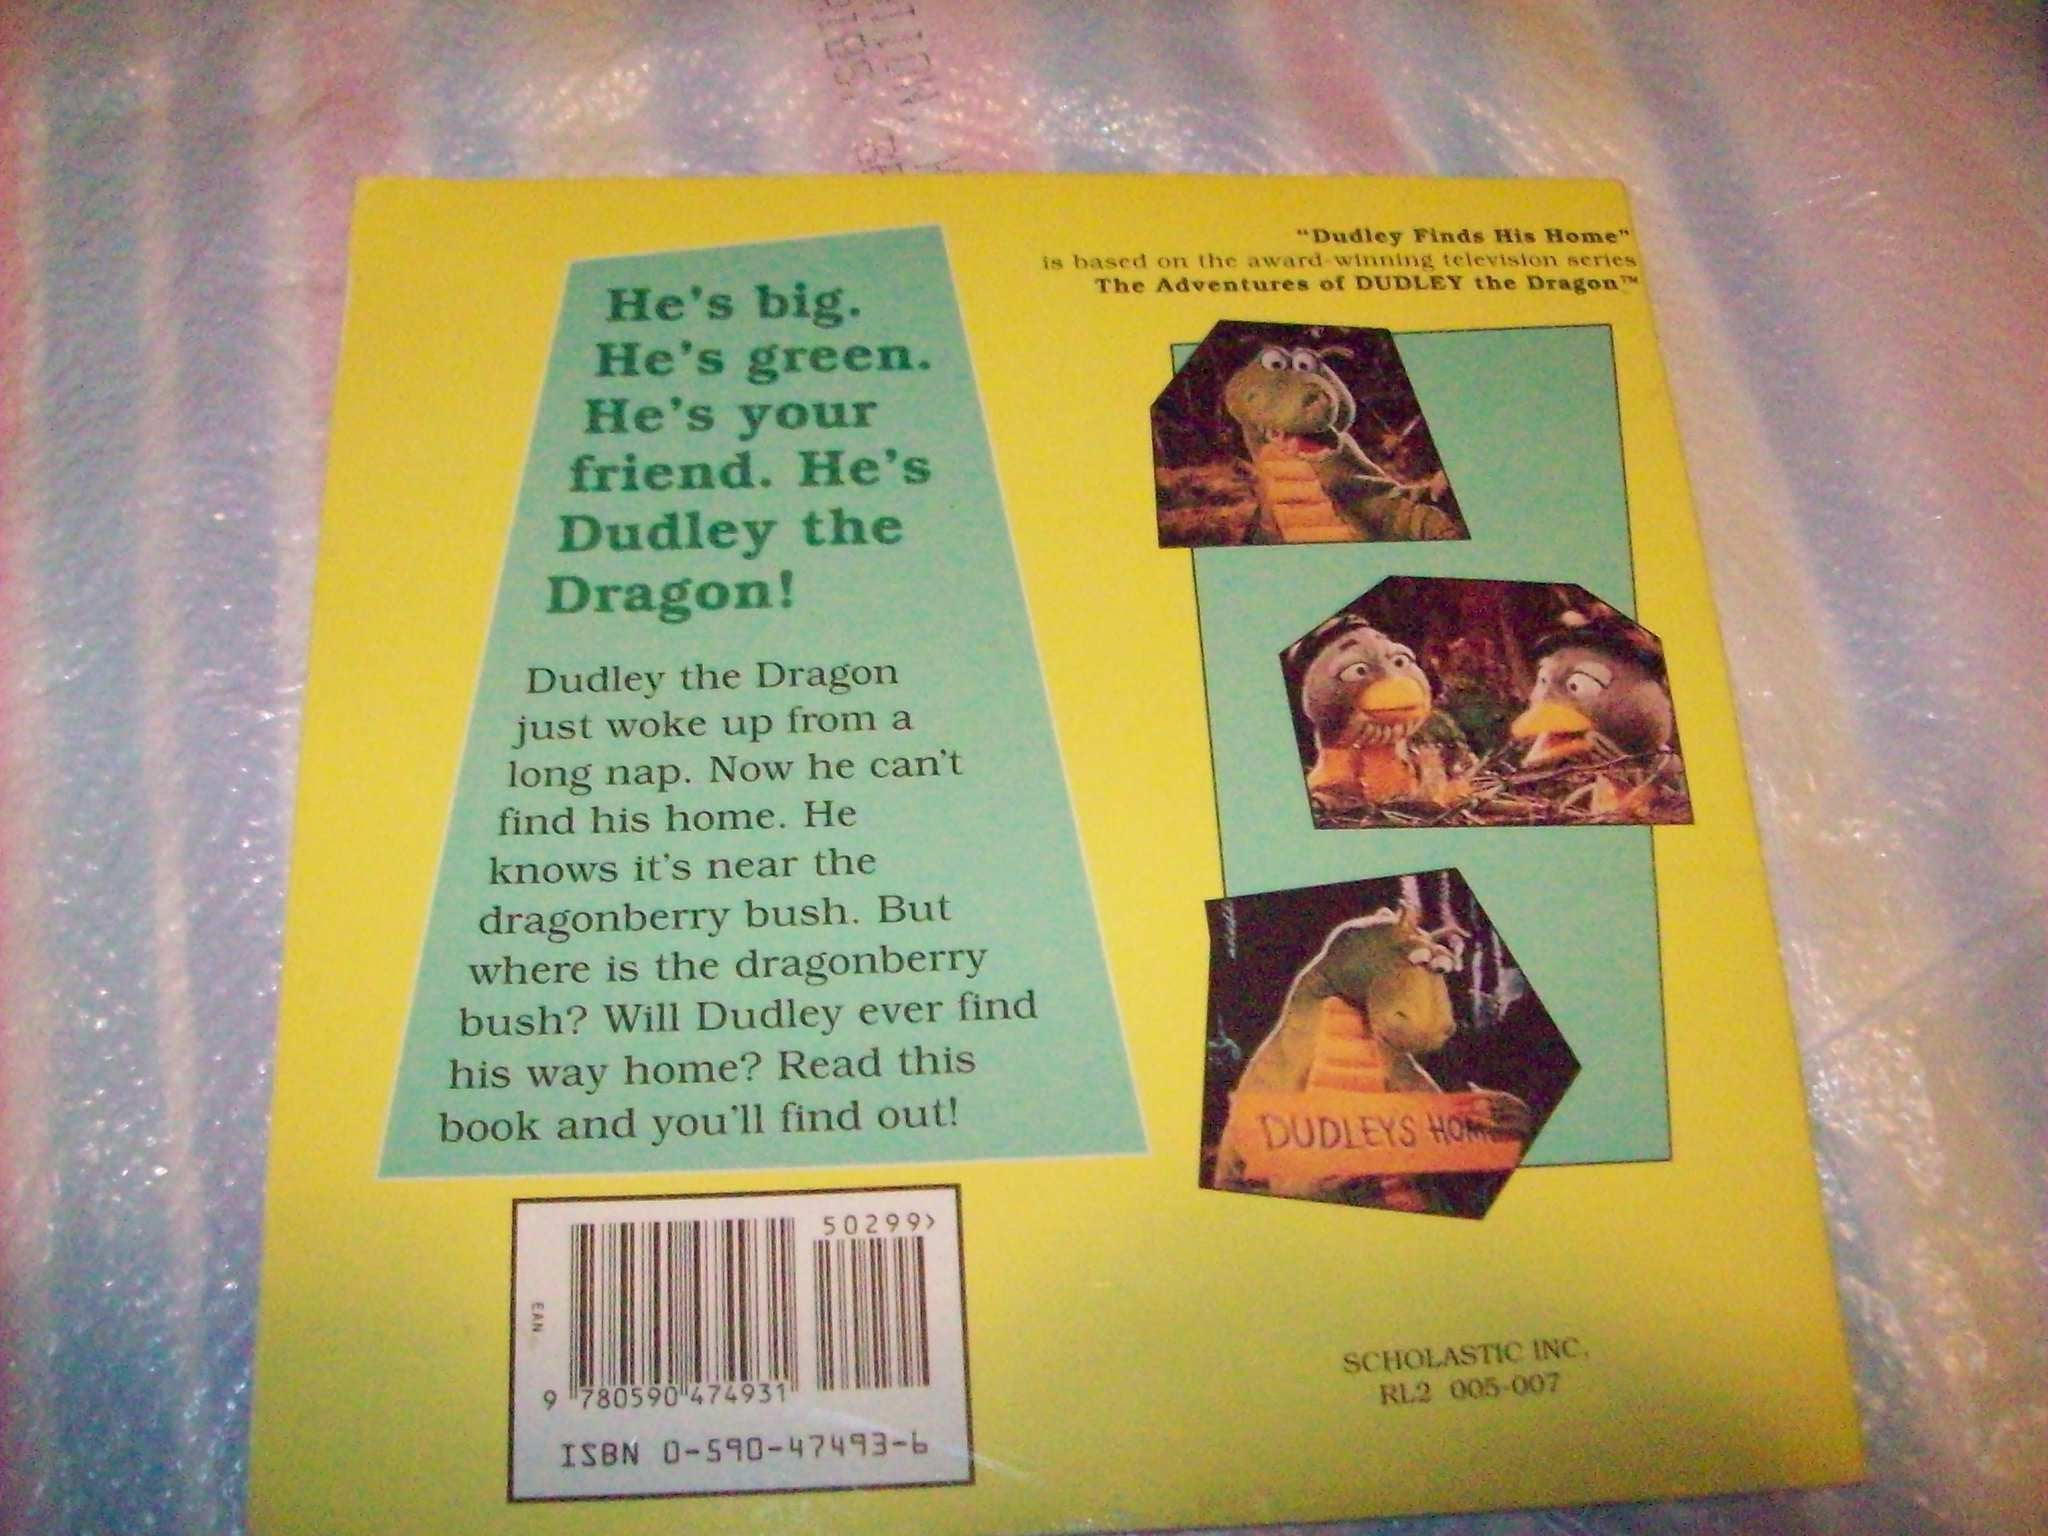 He's big.
He's green.
He's your
friend. He's
Dudley the
Dragon!
Dudley the Dragon
just woke up from a
long nap. Now he can't
find his home. He
knows it's near the
dragonberry bush. But
where is the dragonberry
bush? Will Dudley ever find
his way home? Read this
book and you'll find out!
"Dudley Finds His Home"
is based on the award-winning television series
The Adventures of DUDLEY the Dragon™
DUDLEYS HOM
50299>
EAN
9 780590 474931
ISBN 0-590-47493-6
SCHOLASTIC INC.
RL2 005-007